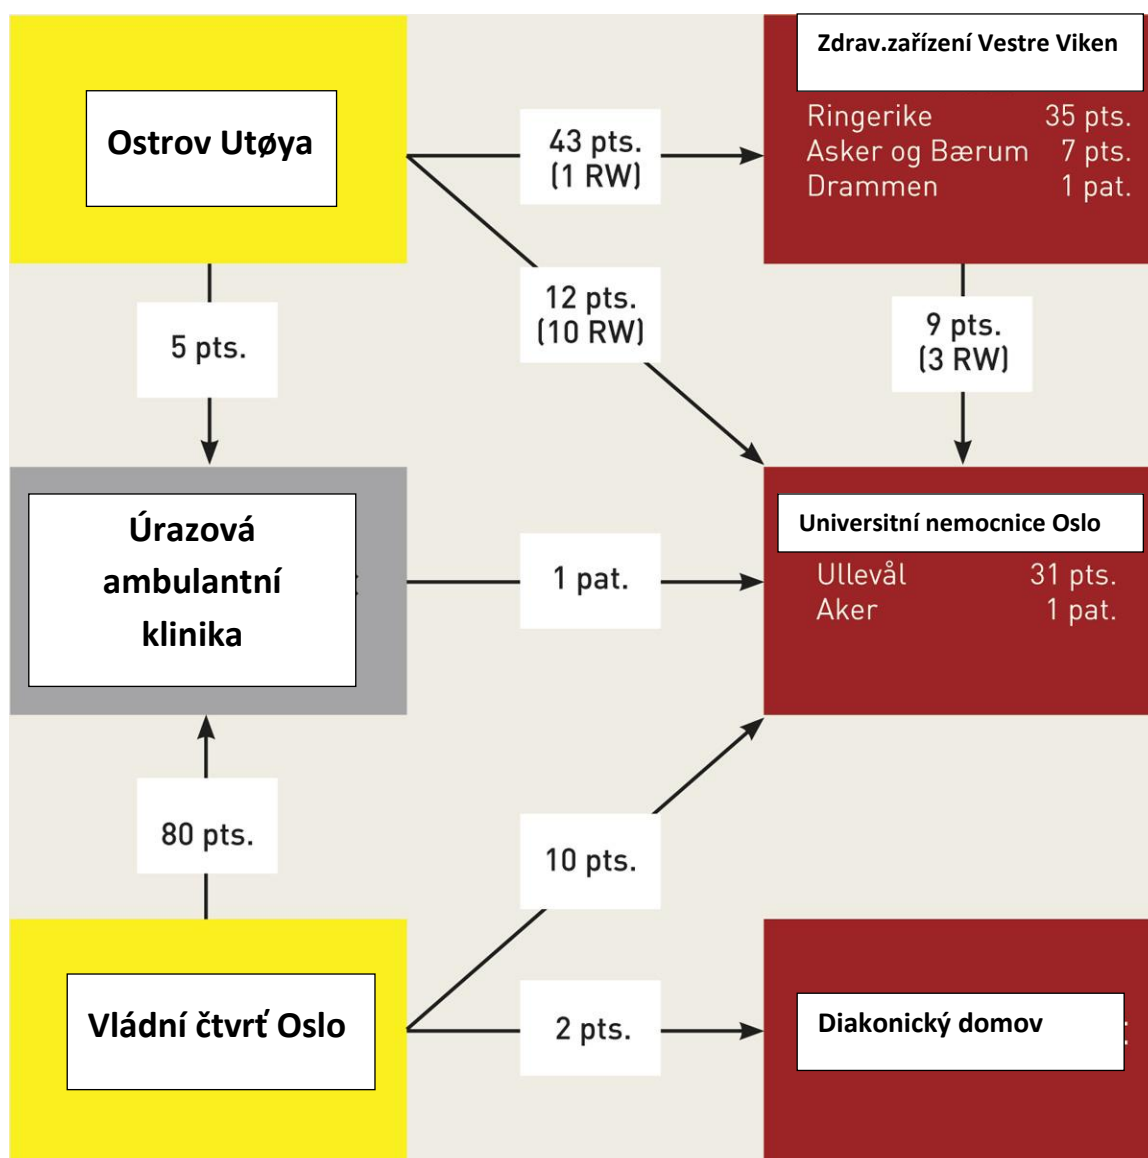 Ostrov Utøya
43 pts.
(1 RW)
Zdrav.zařízení Vestre Viken
Ringerike 35 pts.
Asker og Bærum 7 pts.
Drammen 1 pat.
5 pts.
12 pts.
(10 RW)
9 pts.
(3 RW)
Úrazová
ambulantní
klinika
1 pat.
Universitní nemocnice Oslo
Ullevål 31 pts.
Aker 1 pat.
80 pts.
10 pts.
Vládní čtvrť Oslo
2 pts.
Diakonický domov